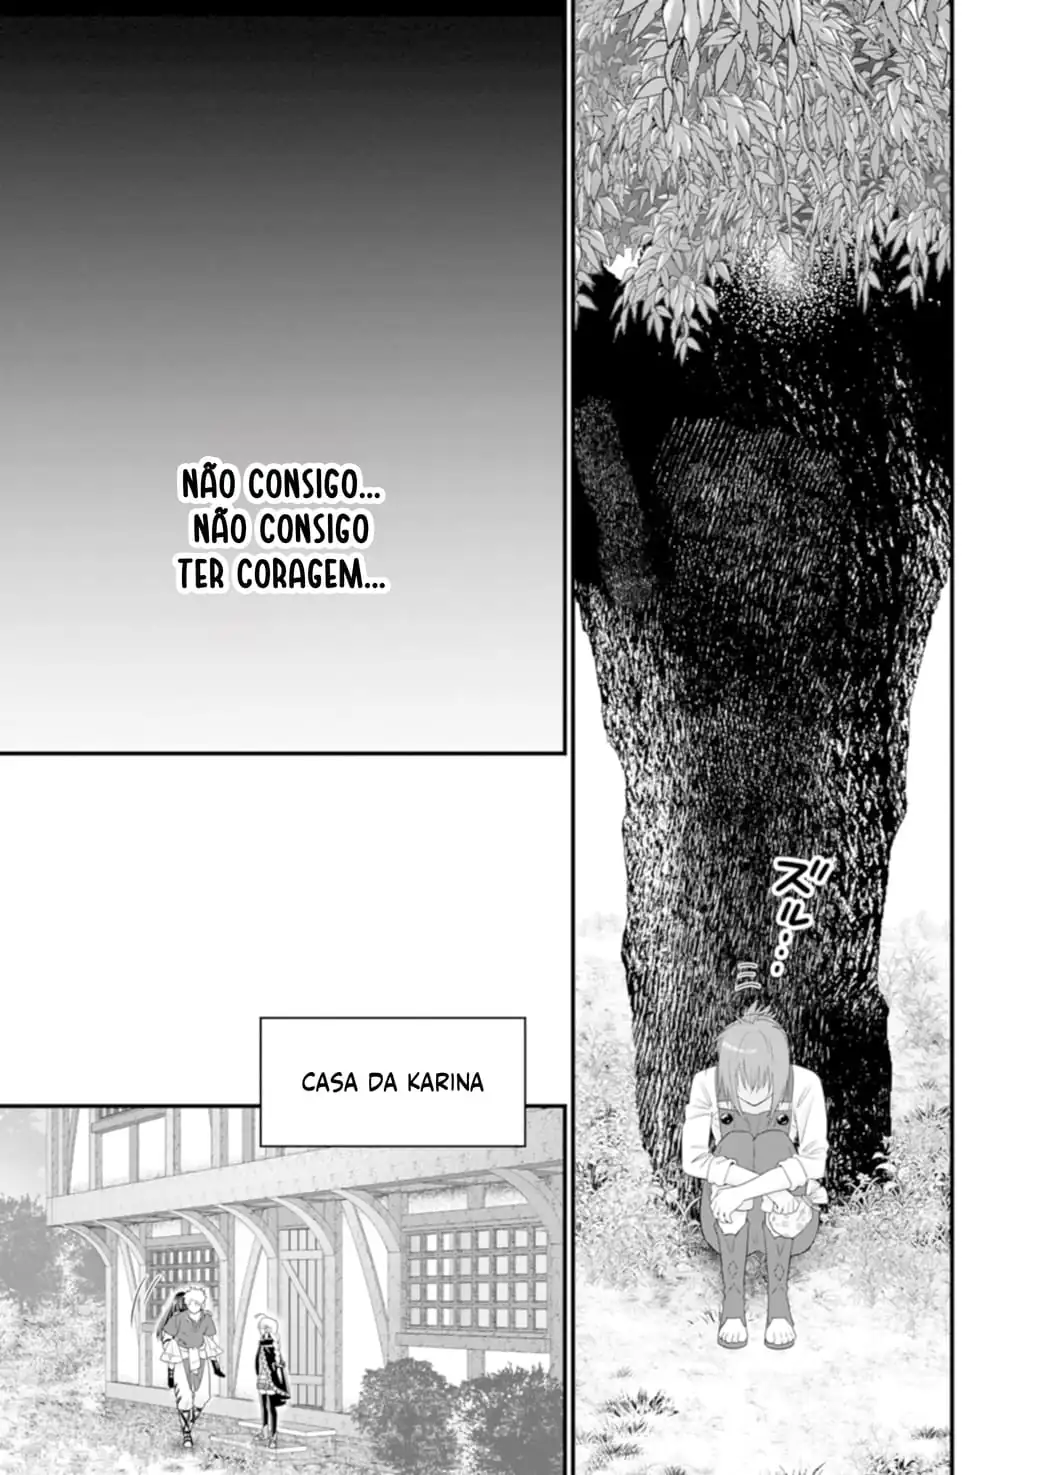 ズル...
NÃO CONSIGO...
NÃO CONSIGO
TER CORAGEM...
CASA DA KARINA